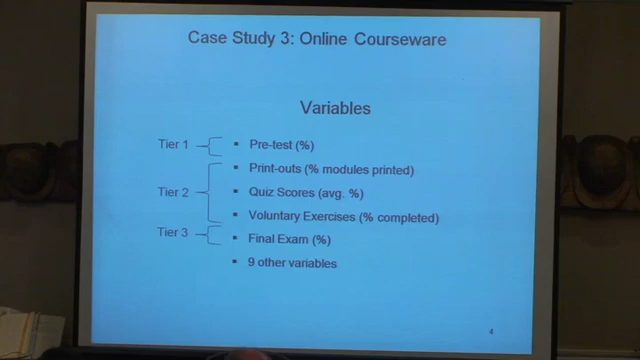 Case Study 3: Online Courseware
Variables
Tier 1
▪ Pre-test (%)
Tier 2
▪ Print-outs (% modules printed)
▪ Quiz Scores (avg. %)
▪ Voluntary Exercises (% completed)
Tier 3
▪ Final Exam (%)
▪ 9 other variables
4